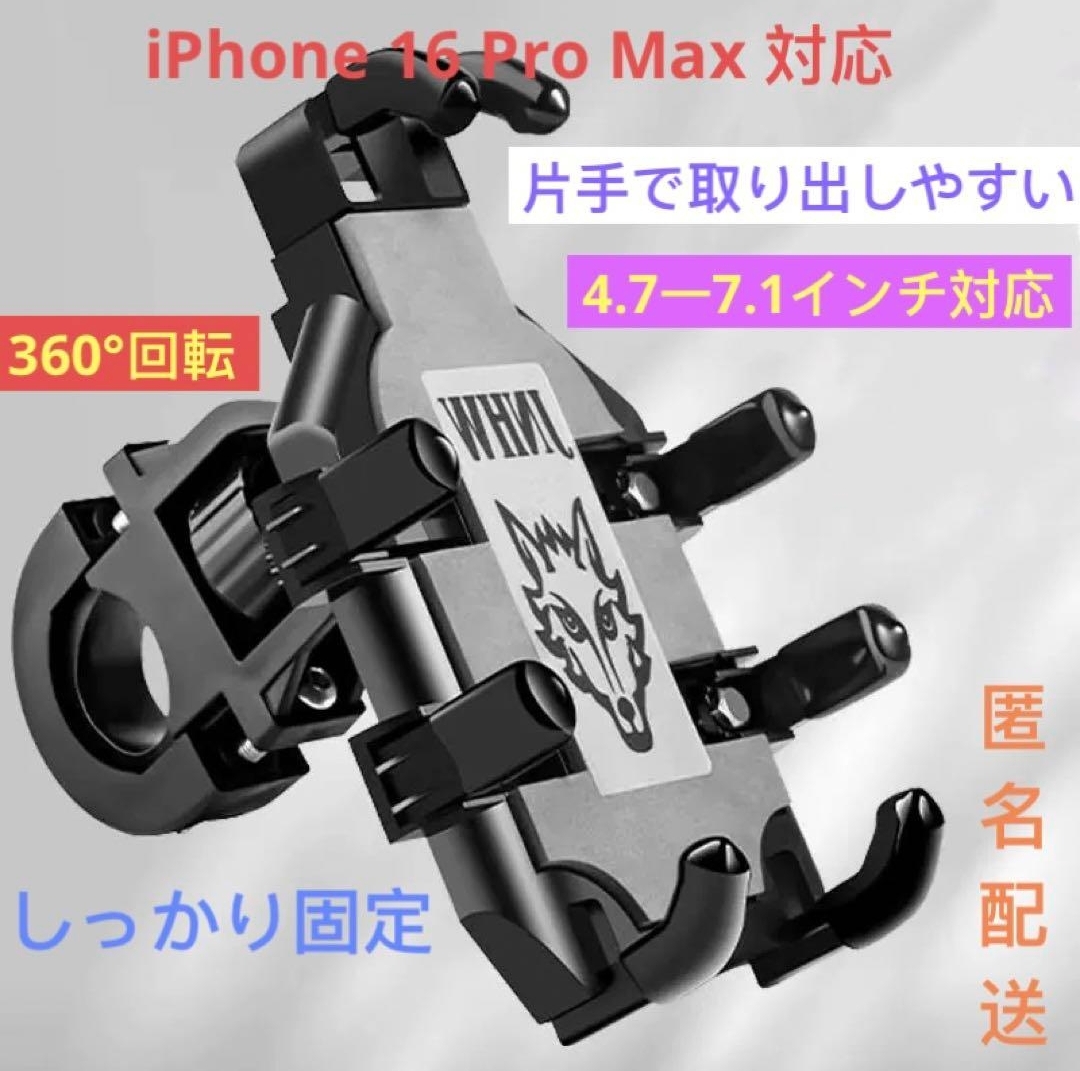 iPhone 16 Pro Max 対応
片手で取り出しやすい
4.7ー7.1インチ対応
360°回転
しっかり固定
匿名配送